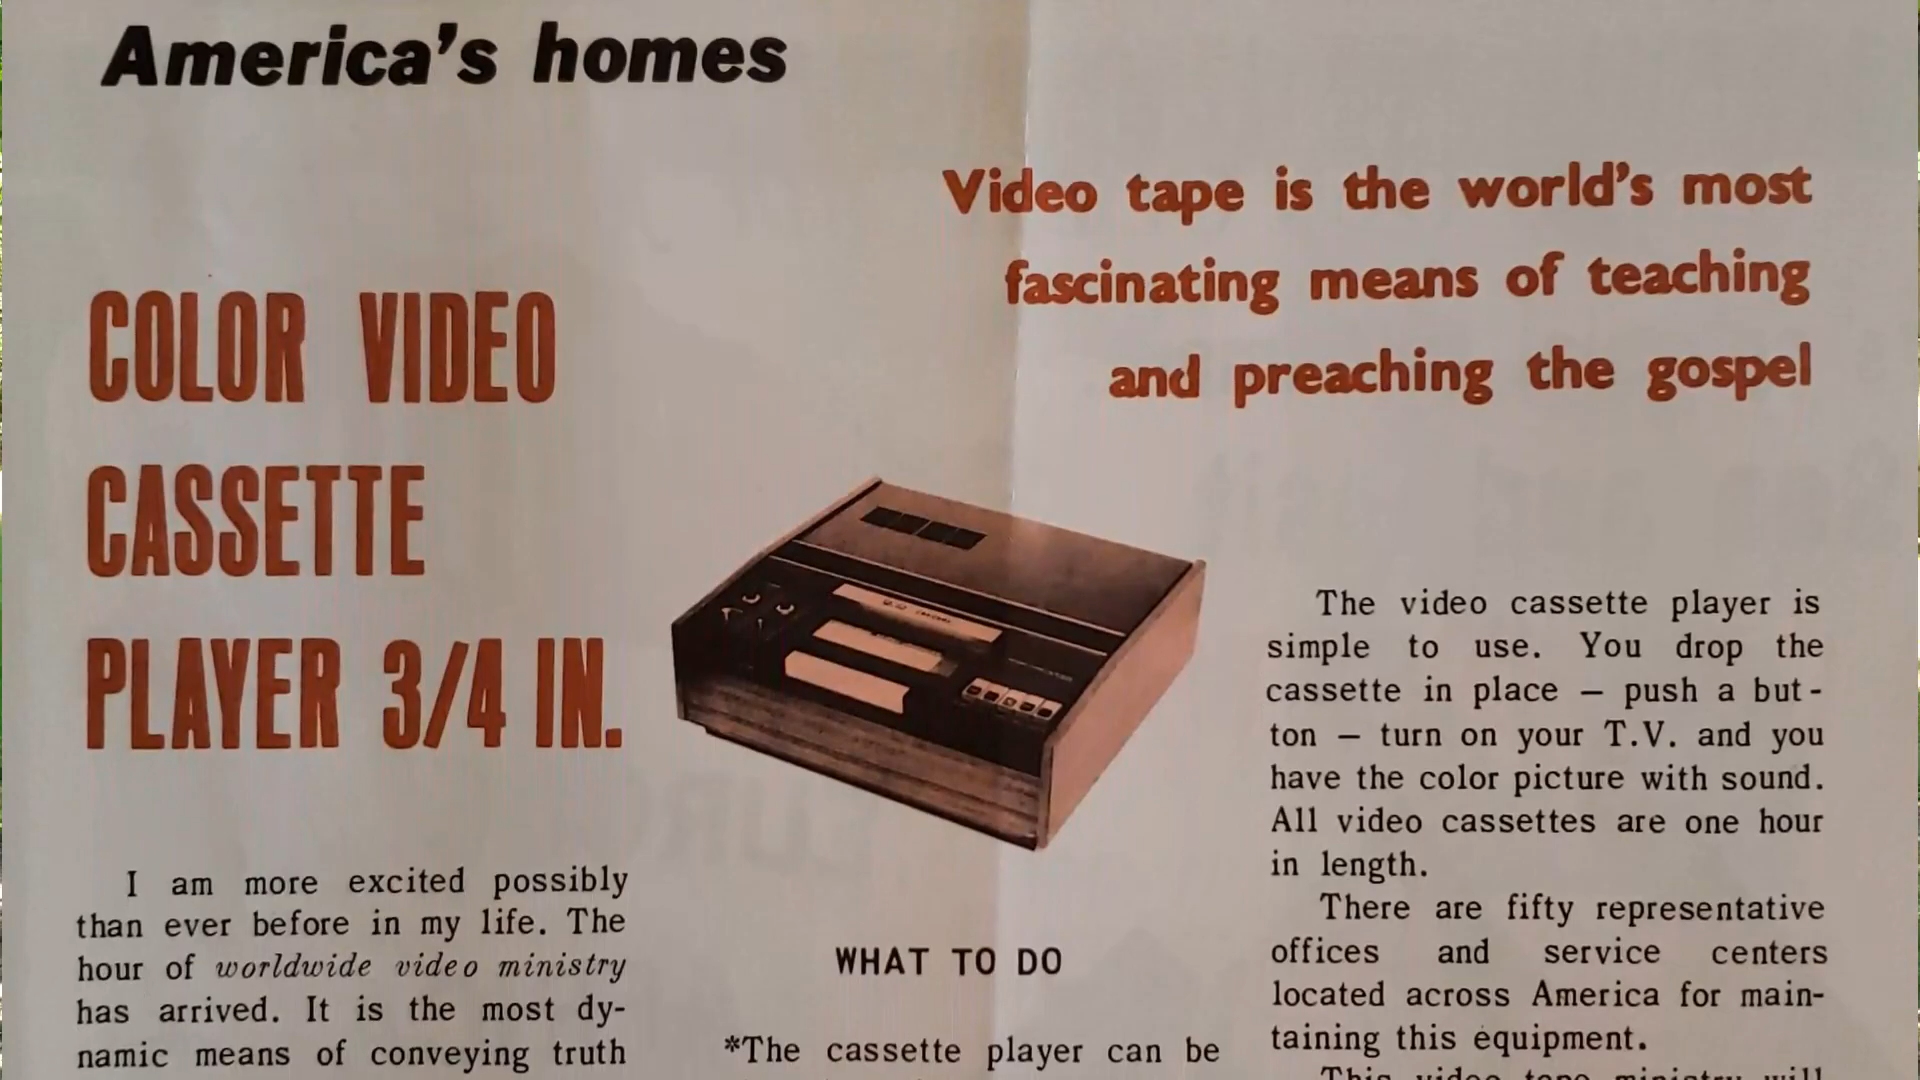 America's homes
Video tape is the world's most
fascinating means of teaching
and preaching the gospel
COLOR VIDEO
CASSETTE
PLAYER 3/4 IN.
I am more excited possibly
than ever before in my life. The
hour of worldwide video ministry
has arrived. It is the most dy-
namic means of conveying truth
WHAT TO DO
*The cassette player can be
The video cassette player is
simple to use. You drop the
cassette in place — push a but-
ton — turn on your T.V. and you
have the color picture with sound.
All video cassettes are one hour
in length.
There are fifty representative
offices and service centers
located across America for main-
taining this equipment.
This video tape ministry will